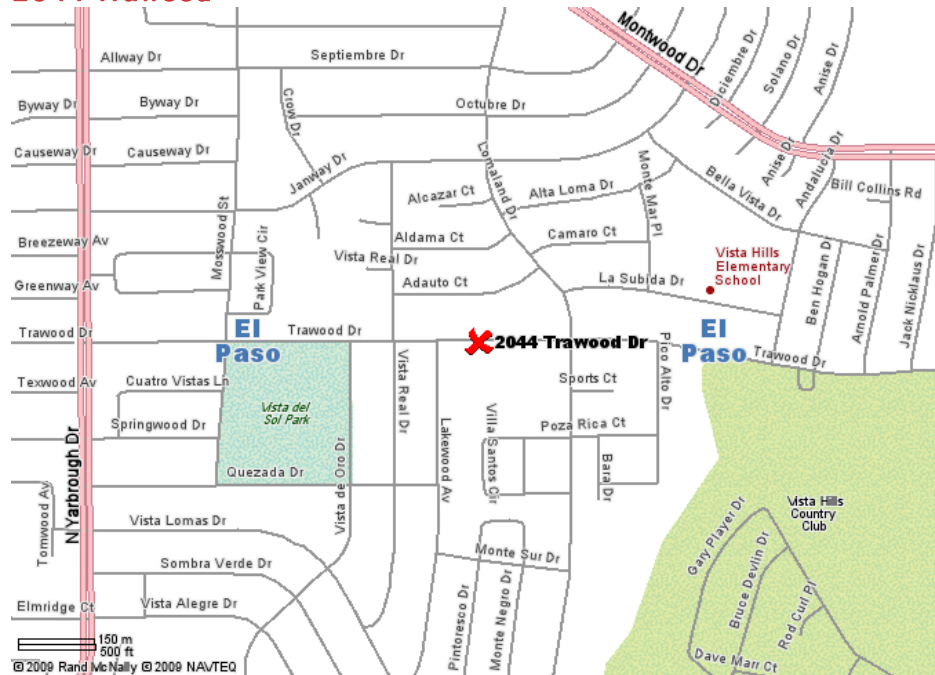 Montwood Dr
Allway Dr
Septiembre Dr
Diciembre Dr
Solano Dr
Anise Dr
Byway Dr
Byway Dr
Crow Dr
Octubre Dr
Causeway Dr
Causeway Dr
Janway Dr
Lomaland Dr
Monte Mar Pl
Anise Dr
Andalucia Dr
Bella Vista Dr
Bill Collins Rd
Alcazar Ct
Alta Loma Dr
Mosswood St
Park View Cir
Breezeway Av
Aldama Ct
Camaro Ct
Vista Real Dr
Vista Hills
Elementary
School
Ben Hogan Dr
Arnold Palmer Dr
Jack Nicklaus Dr
Greenway Av
Adauto Ct
La Subida Dr
Trawood Dr
El
Paso
Trawood Dr
2044 Trawood Dr
Pico Alto Dr
El
Paso
Trawood Dr
Texwood Av
Cuatro Vistas Ln
Vista Real Dr
Sports Ct
Vista del
Sol Park
Springwood Dr
Villa Santos Cir
Poza Rica Ct
N Yarbrough Dr
Quezada Dr
Vista de Oro Dr
Lakewood Av
Bara Dr
Tomwood Av
Vista Lomas Dr
Vista Hills
Country
Club
Gary Player Dr
Monte Sur Dr
Sombra Verde Dr
Bruce Devlin Dr
Rod Curl Pl
Elmridge Ct
Vista Alegre Dr
Pintoresco Dr
Monte Negro Dr
Dave Marr Ct
150 m
500 ft
© 2009 Rand McNally © 2009 NAVTEQ